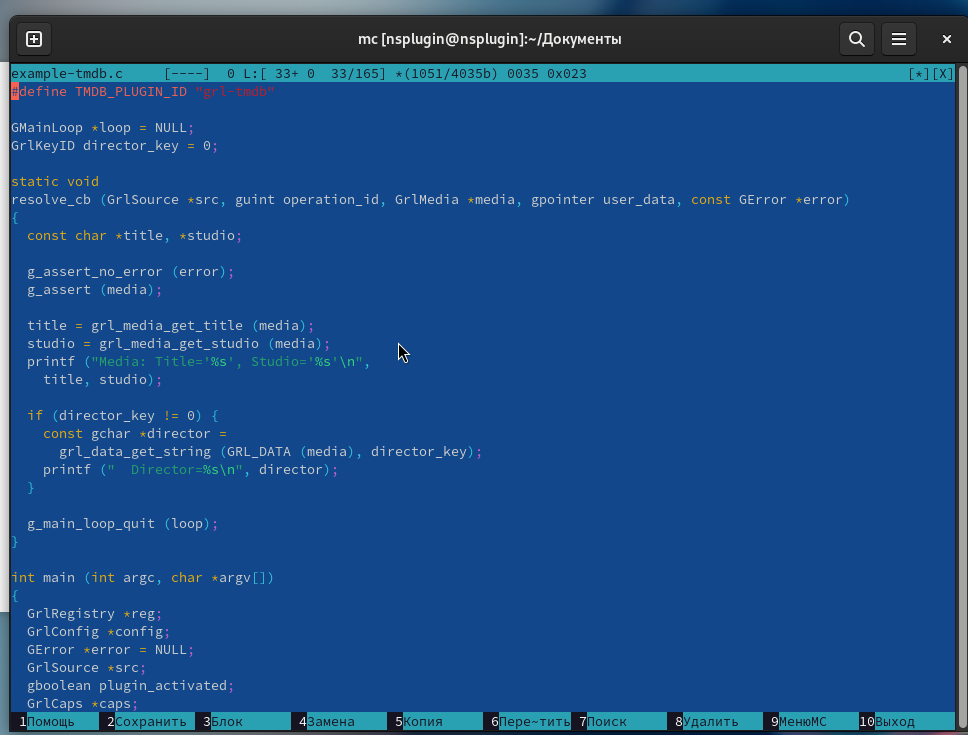 mc [nsplugin@nsplugin]:~/Документы
example-tmdb.c     [----]  0 L:[ 33+ 0  33/165] *(1051/4035b) 0035 0x023                                        [*][X]
#define TMDB_PLUGIN_ID "grl-tmdb"
GMainLoop *loop = NULL;
GrlKeyID director_key = 0;
static void
resolve_cb (GrlSource *src, guint operation_id, GrlMedia *media, gpointer user_data, const GError *error)
{
  const char *title, *studio;
  g_assert_no_error (error);
  g_assert (media);
  title = grl_media_get_title (media);
  studio = grl_media_get_studio (media);
  printf ("Media: Title='%s', Studio='%s'\n",
    title, studio);
  if (director_key != 0) {
    const gchar *director =
      grl_data_get_string (GRL_DATA (media), director_key);
    printf ("  Director=%s\n", director);
  }
  g_main_loop_quit (loop);
}
int main (int argc, char *argv[])
{
  GrlRegistry *reg;
  GrlConfig *config;
  GError *error = NULL;
  GrlSource *src;
  gboolean plugin_activated;
  GrlCaps *caps;
1Помощь 2Сохранить 3Блок 4Замена 5Копия 6Пере~тить 7Поиск 8Удалить 9МенюМС 10Выход